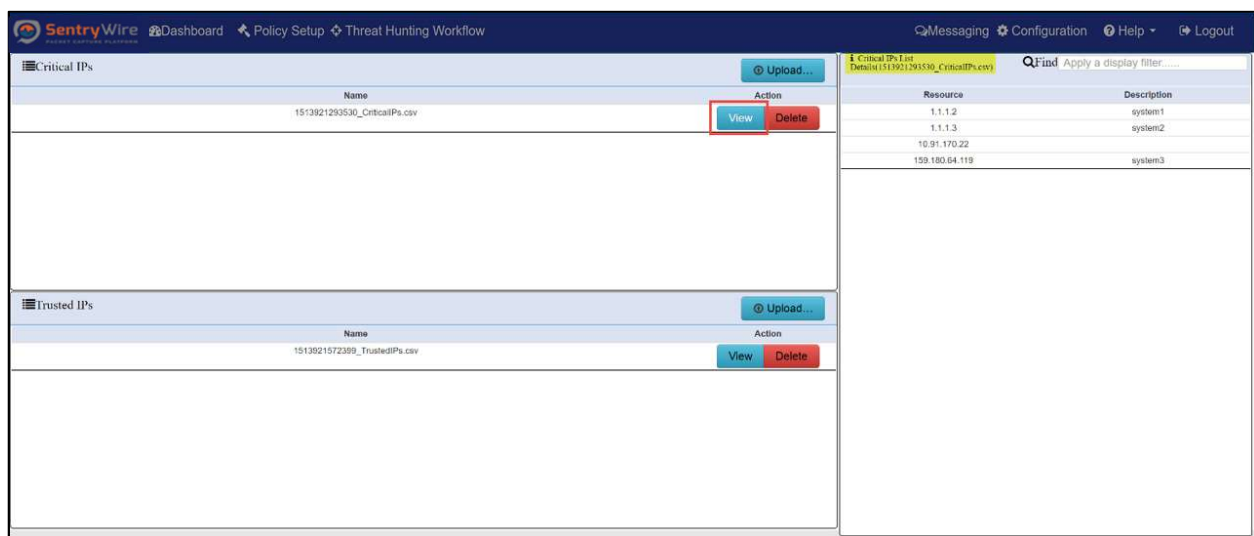 SentryWire Dashboard Policy Setup Threat Hunting Workflow Messaging Configuration Help Logout
PACKET CAPTURE PLATFORM
Critical IPs
Upload...
Name Action
1513921293530_CriticalIPs.csv View Delete
Trusted IPs
Upload...
Name Action
1513921572399_TrustedIPs.csv View Delete
Critical IPs List
Details(1513921293530_CriticalIPs.csv)
Find Apply a display filter......
Resource Description
1.1.1.2 system1
1.1.1.3 system2
10.91.170.22
159.180.64.119 system3